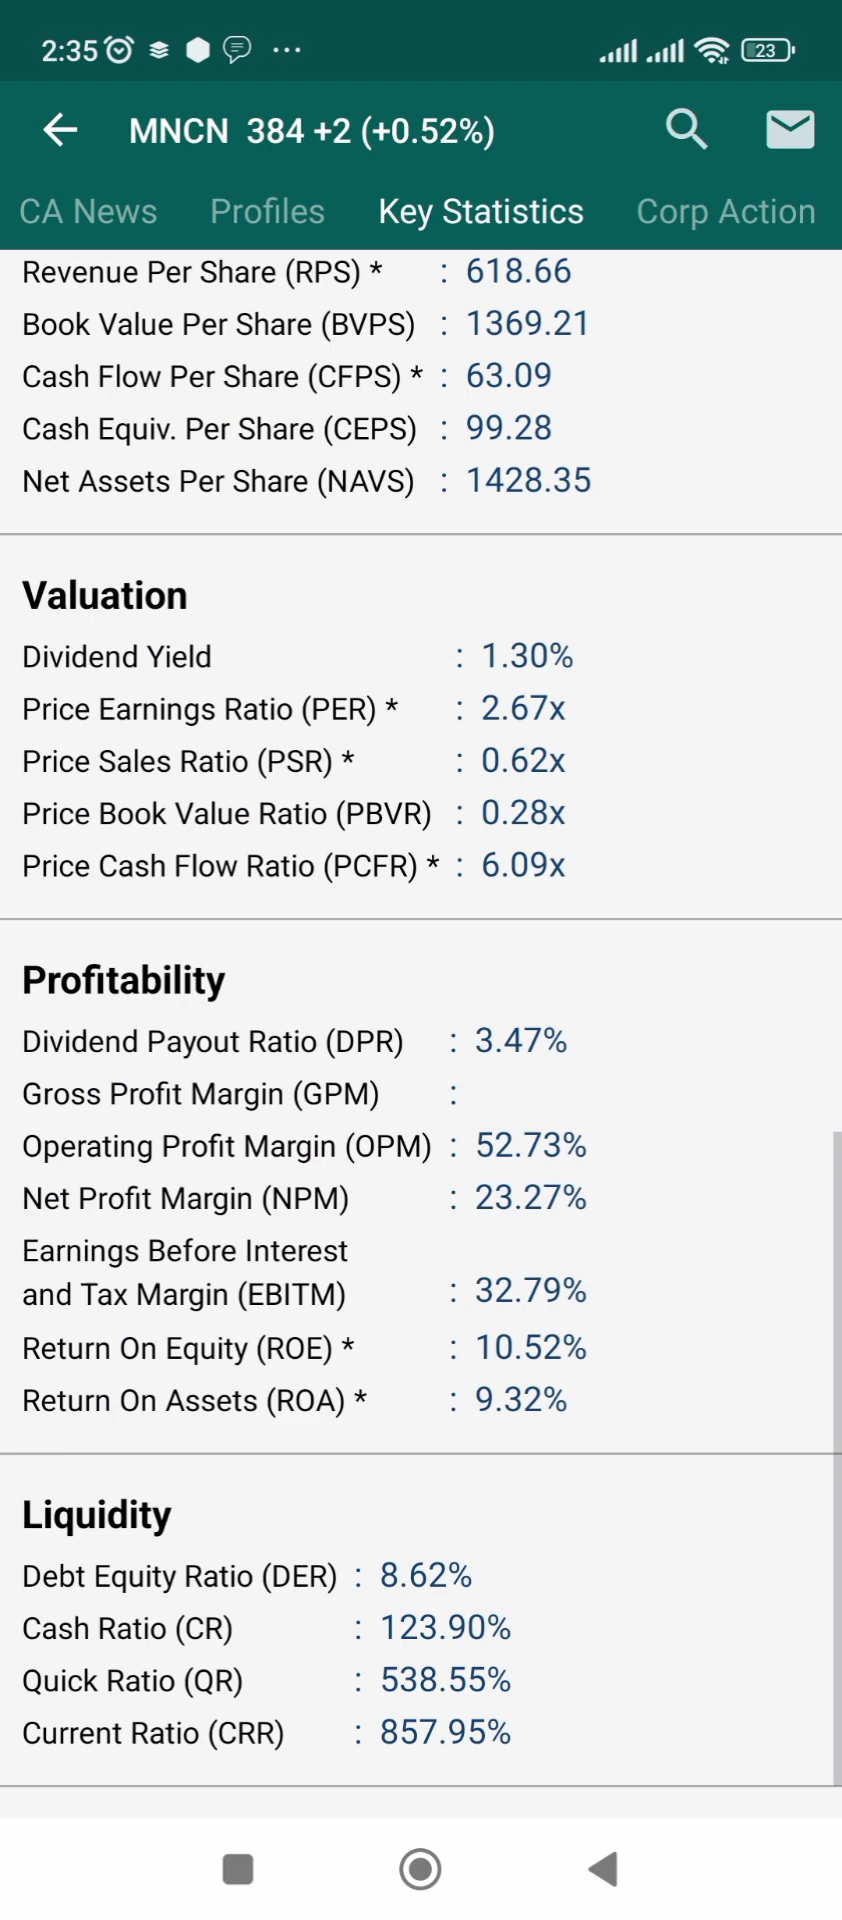 2:35 ... 23
MNCN 384 +2 (+0.52%)
CA News Profiles Key Statistics Corp Action
Revenue Per Share (RPS) * : 618.66
Book Value Per Share (BVPS) : 1369.21
Cash Flow Per Share (CFPS) * : 63.09
Cash Equiv. Per Share (CEPS) : 99.28
Net Assets Per Share (NAVS) : 1428.35
Valuation
Dividend Yield : 1.30%
Price Earnings Ratio (PER) * : 2.67x
Price Sales Ratio (PSR) * : 0.62x
Price Book Value Ratio (PBVR) : 0.28x
Price Cash Flow Ratio (PCFR) * : 6.09x
Profitability
Dividend Payout Ratio (DPR) : 3.47%
Gross Profit Margin (GPM) :
Operating Profit Margin (OPM) : 52.73%
Net Profit Margin (NPM) : 23.27%
Earnings Before Interest
and Tax Margin (EBITM) : 32.79%
Return On Equity (ROE) * : 10.52%
Return On Assets (ROA) * : 9.32%
Liquidity
Debt Equity Ratio (DER) : 8.62%
Cash Ratio (CR) : 123.90%
Quick Ratio (QR) : 538.55%
Current Ratio (CRR) : 857.95%